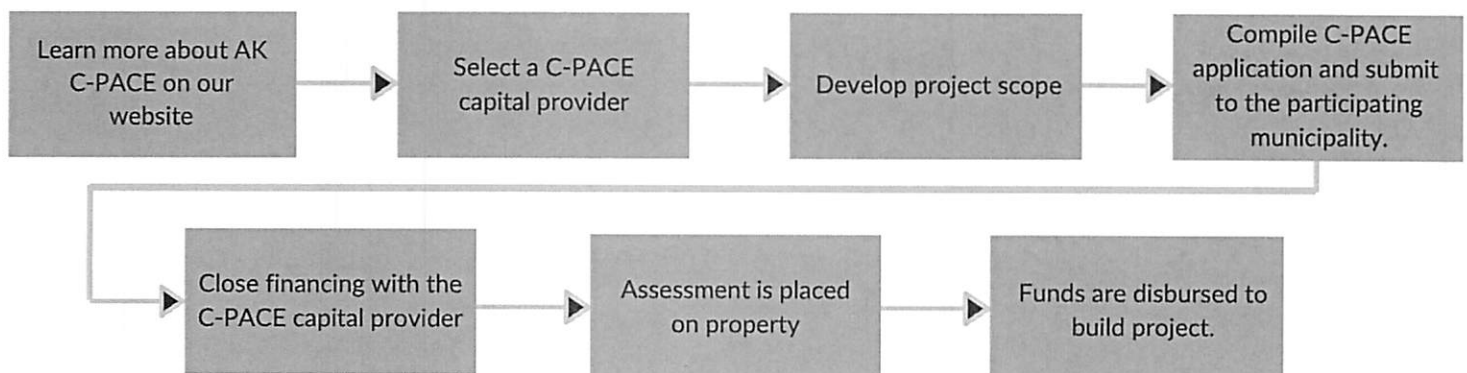 Learn more about AK
C-PACE on our
website
Select a C-PACE
capital provider
Develop project scope
Compile C-PACE
application and submit
to the participating
municipality.
Close financing with the
C-PACE capital provider
Assessment is placed
on property
Funds are disbursed to
build project.